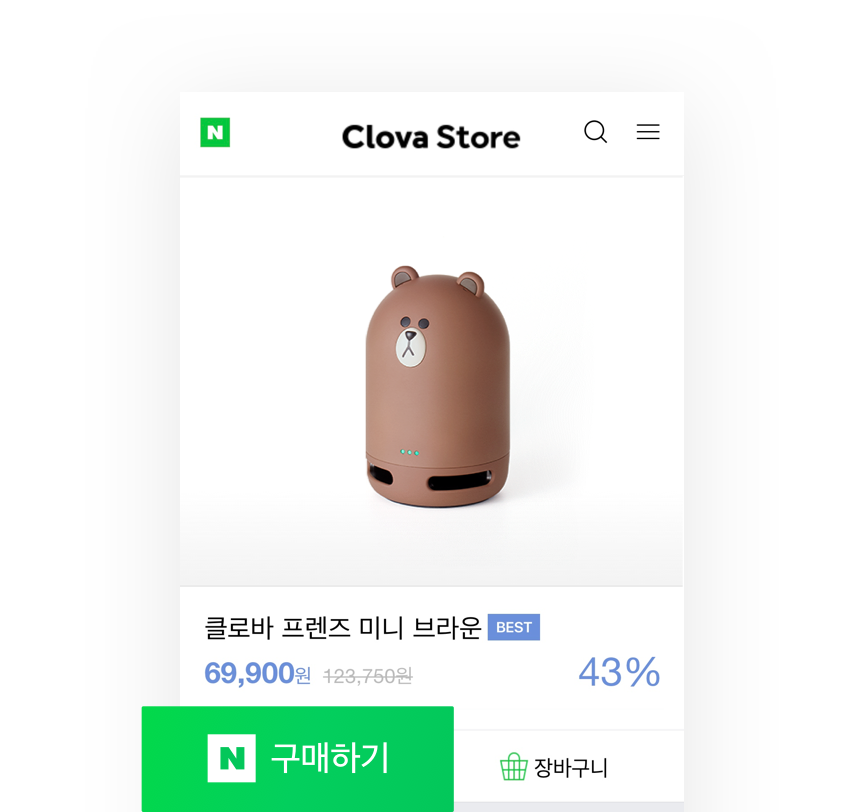 N
Clova Store
클로바 프렌즈 미니 브라운 BEST
69,900원 123,750원 43%
N 구매하기
장바구니